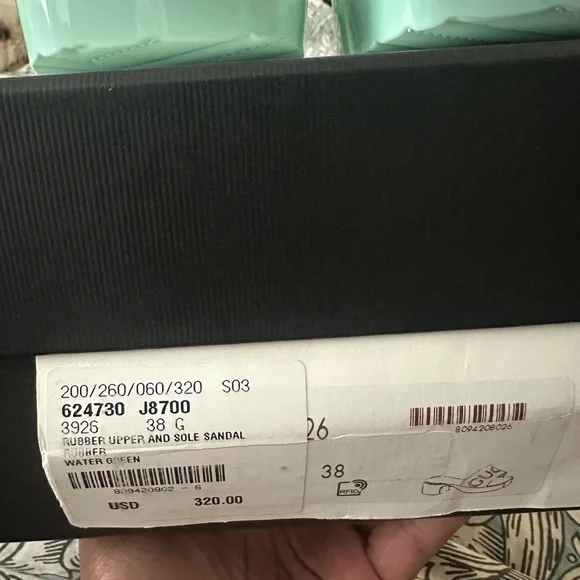 200/260/060/320 S03
624730 J8700
3926 38 G
RUBBER UPPER AND SOLE SANDAL
RUBBER
WATER GREEN
809420802 - 6
USD 320.00
26
8094208026
38
RFID